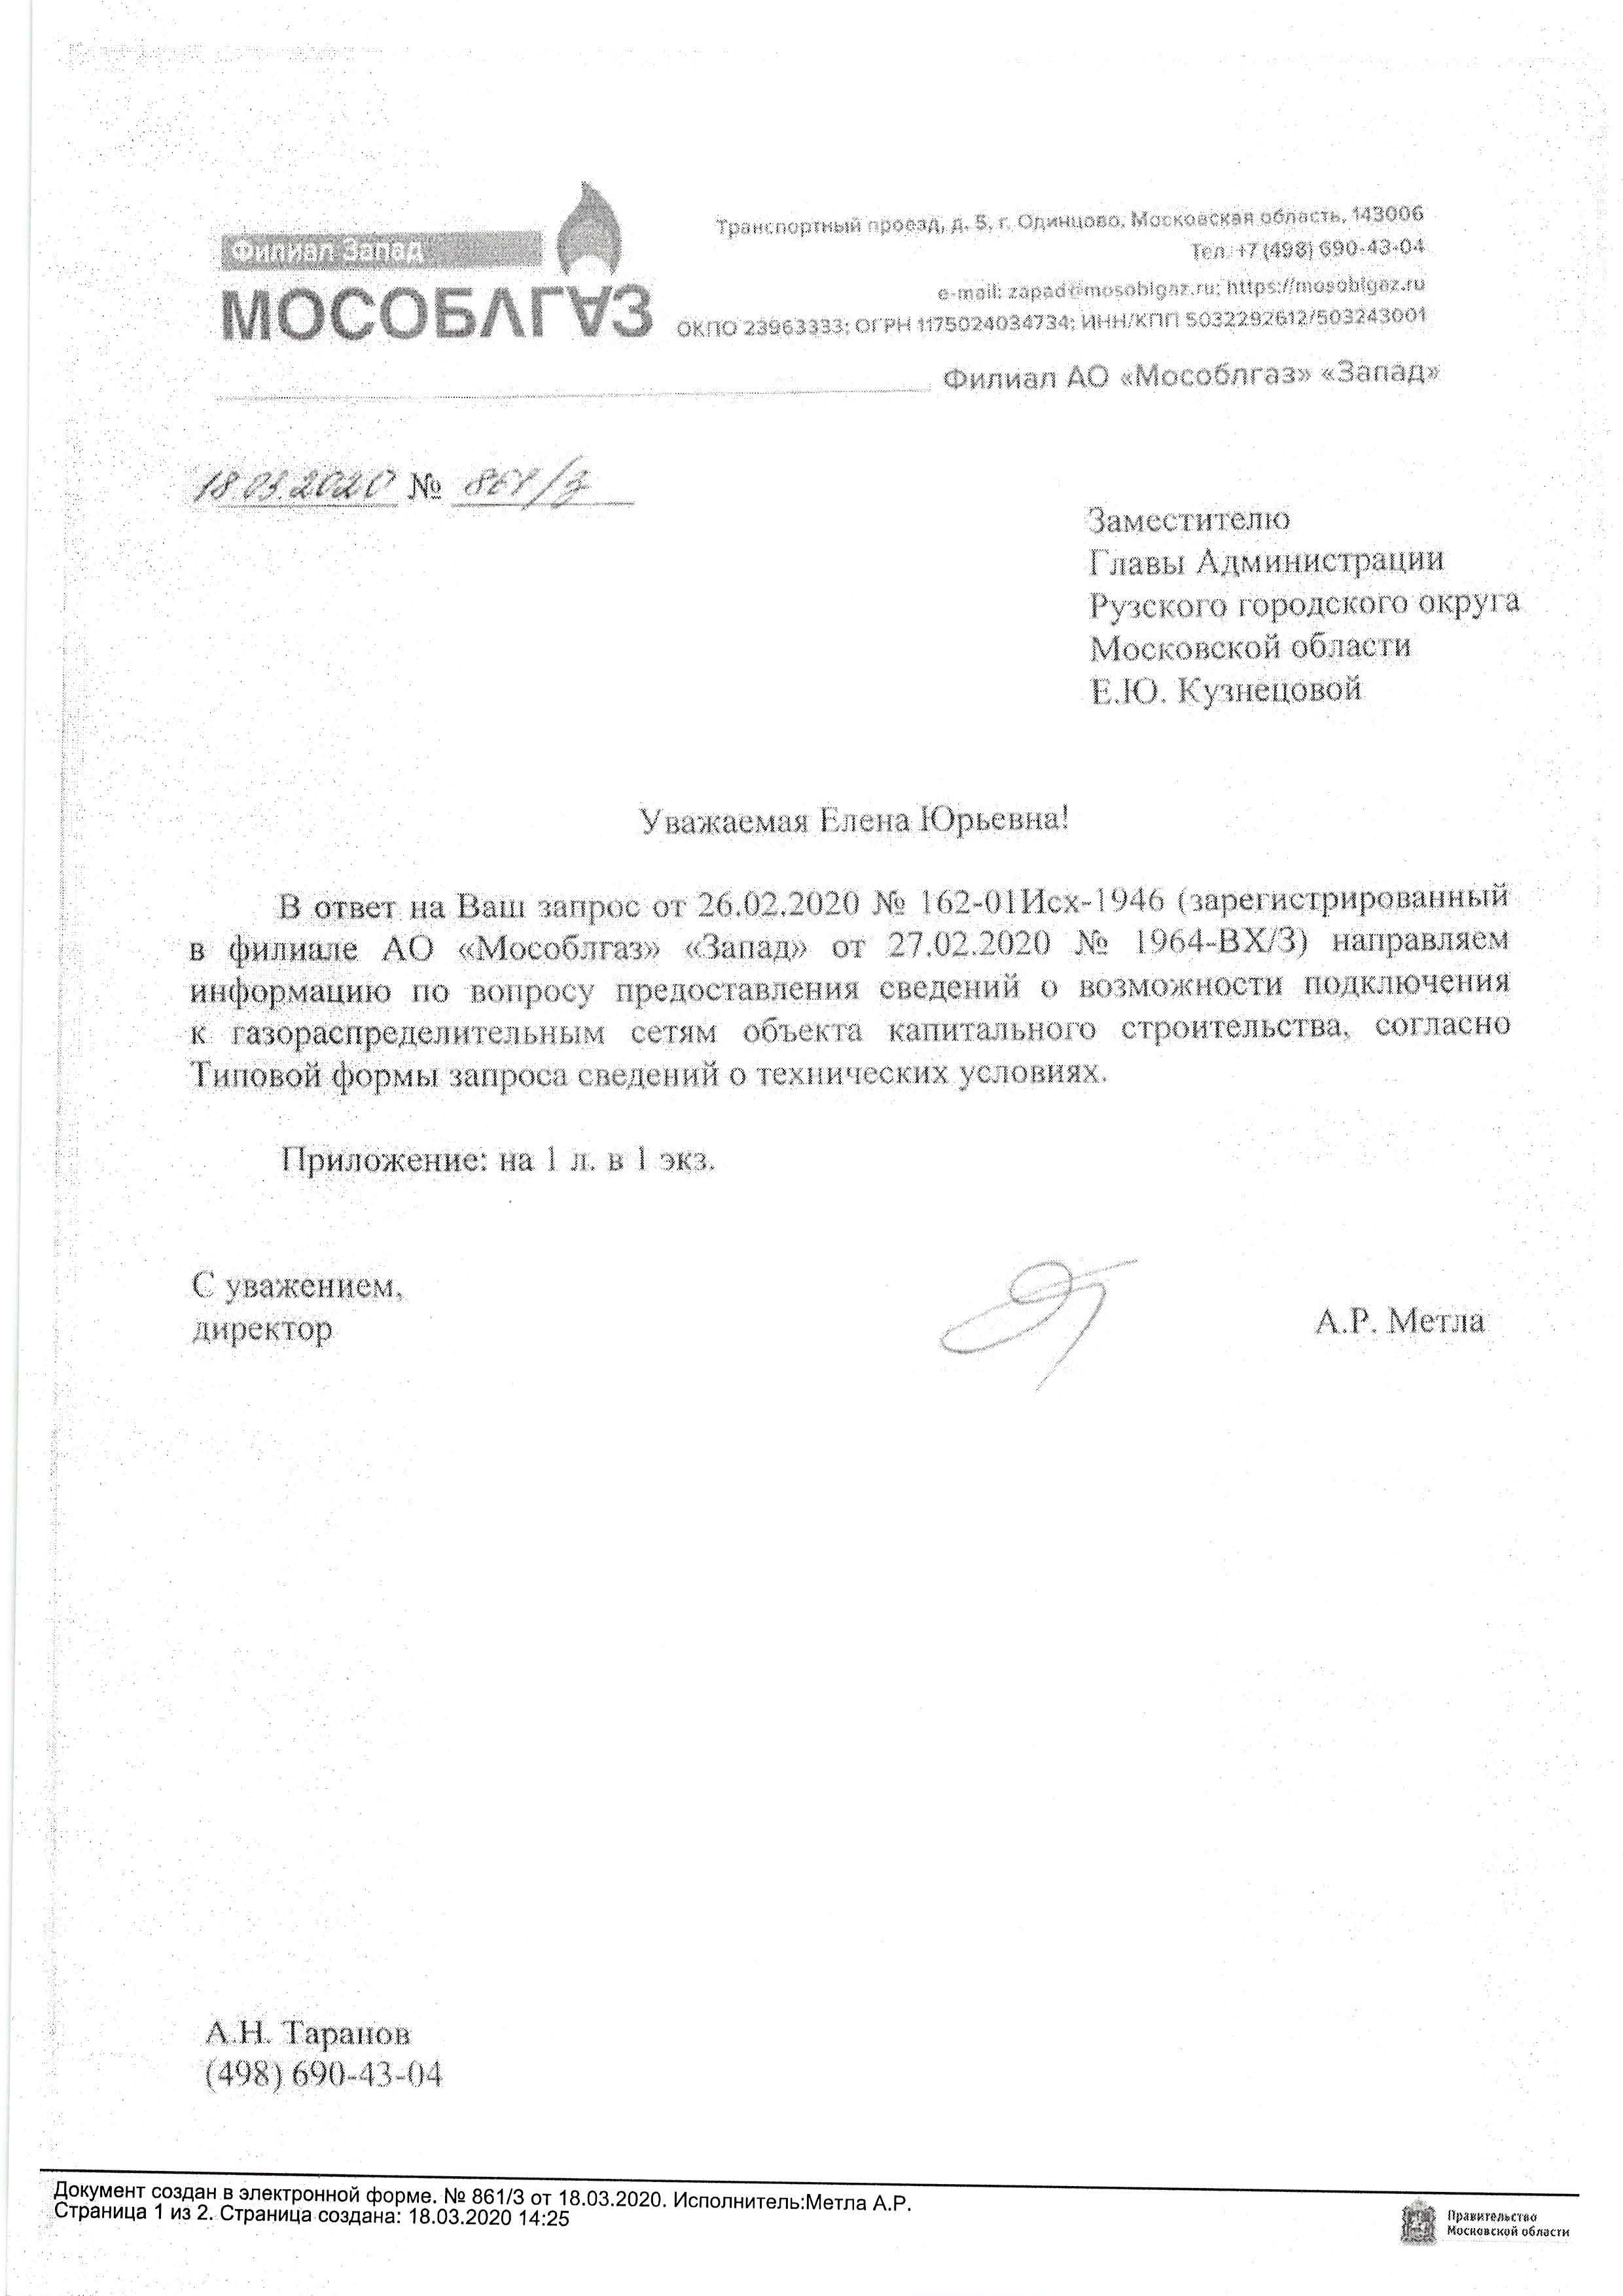 Филиал Запад
МОСОБЛГАЗ
Транспортный проезд, д. 5, г. Одинцово, Московская область, 143006
Тел. +7 (498) 690-43-04
e-mail: zapad@mosoblgaz.ru; https://mosoblgaz.ru
ОКПО 23963333; ОГРН 1175024034734; ИНН/КПП 5032292612/503243001
Филиал АО «Мособлгаз» «Запад»
18.03.2020 № 861/З
Заместителю
Главы Администрации
Рузского городского округа
Московской области
Е.Ю. Кузнецовой
Уважаемая Елена Юрьевна!
В ответ на Ваш запрос от 26.02.2020 № 162-01Исх-1946 (зарегистрированный
в филиале АО «Мособлгаз» «Запад» от 27.02.2020 № 1964-ВХ/З) направляем
информацию по вопросу предоставления сведений о возможности подключения
к газораспределительным сетям объекта капитального строительства, согласно
Типовой формы запроса сведений о технических условиях.
Приложение: на 1 л. в 1 экз.
С уважением,
директор
А.Р. Метла
А.Н. Таранов
(498) 690-43-04
Документ создан в электронной форме. № 861/З от 18.03.2020. Исполнитель:Метла А.Р.
Страница 1 из 2. Страница создана: 18.03.2020 14:25
Правительство
Московской области